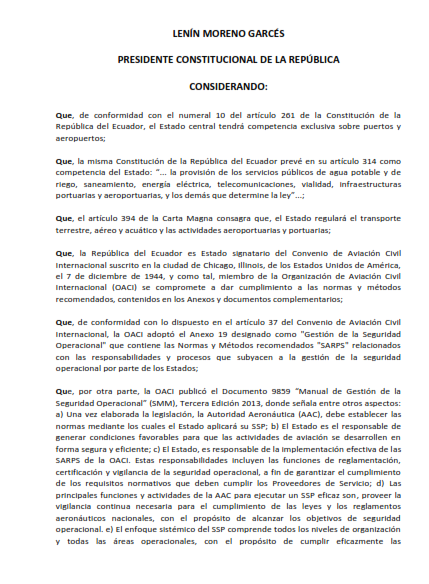 LENÍN MORENO GARCÉS
PRESIDENTE CONSTITUCIONAL DE LA REPÚBLICA
CONSIDERANDO:
Que, de conformidad con el numeral 10 del artículo 261 de la Constitución de la
República del Ecuador, el Estado central tendrá competencia exclusiva sobre puertos y
aeropuertos;
Que, la misma Constitución de la República del Ecuador prevé en su artículo 314 como
competencia del Estado: "... la provisión de los servicios públicos de agua potable y de
riego, saneamiento, energía eléctrica, telecomunicaciones, vialidad, infraestructuras
portuarias y aeroportuarias, y los demás que determine la ley"...;
Que, el artículo 394 de la Carta Magna consagra que, el Estado regulará el transporte
terrestre, aéreo y acuático y las actividades aeroportuarias y portuarias;
Que, la República del Ecuador es Estado signatario del Convenio de Aviación Civil
Internacional suscrito en la ciudad de Chicago, Illinois, de los Estados Unidos de América,
el 7 de diciembre de 1944, y como tal, miembro de la Organización de Aviación Civil
Internacional (OACI) se compromete a dar cumplimiento a las normas y métodos
recomendados, contenidos en los Anexos y documentos complementarios;
Que, de conformidad con lo dispuesto en el artículo 37 del Convenio de Aviación Civil
Internacional, la OACI adoptó el Anexo 19 designado como "Gestión de la Seguridad
Operacional" que contiene las Normas y Métodos recomendados "SARPS" relacionados
con las responsabilidades y procesos que subyacen a la gestión de la seguridad
operacional por parte de los Estados;
Que, por otra parte, la OACI publicó el Documento 9859 "Manual de Gestión de la
Seguridad Operacional" (SMM), Tercera Edición 2013, donde señala entre otros aspectos:
a) Una vez elaborada la legislación, la Autoridad Aeronáutica (AAC), debe establecer las
normas mediante los cuales el Estado aplicará su SSP; b) El Estado es responsable de
generar condiciones favorables para que las actividades de aviación se desarrollen en
forma segura y eficiente; c) El Estado, es responsable de la implementación efectiva de las
SARPS de la OACI. Estas responsabilidades incluyen las funciones de reglamentación,
certificación y vigilancia de la seguridad operacional, a fin de garantizar el cumplimiento
de los requisitos normativos que deben cumplir los Proveedores de Servicio; d) Las
principales funciones y actividades de la AAC para ejecutar un SSP eficaz son, proveer la
vigilancia continua necesaria para el cumplimiento de las leyes y los reglamentos
aeronáuticos nacionales, con el propósito de alcanzar los objetivos de seguridad
operacional. e) El enfoque sistémico del SSP comprende todos los niveles de organización
y todas las áreas operacionales, con el propósito de cumplir eficazmente las